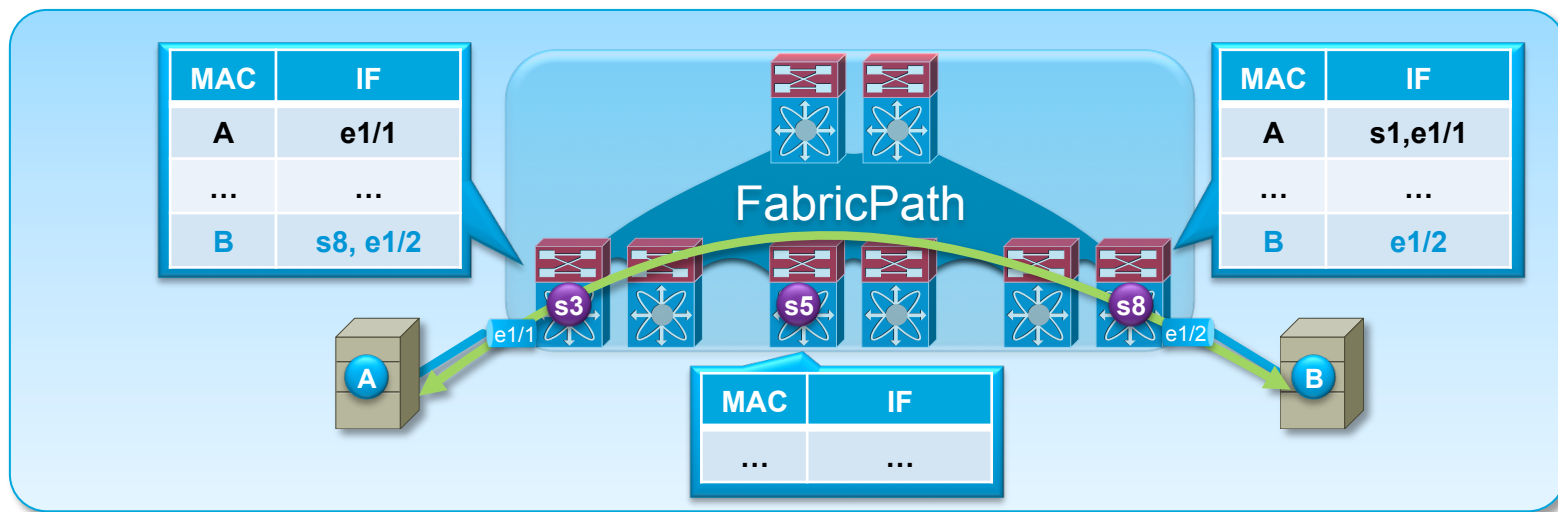 MAC IF
A e1/1
... ...
B s8, e1/2
MAC IF
A s1,e1/1
... ...
B e1/2
FabricPath
s3 s5 s8
e1/1 e1/2
A B
MAC IF
... ...